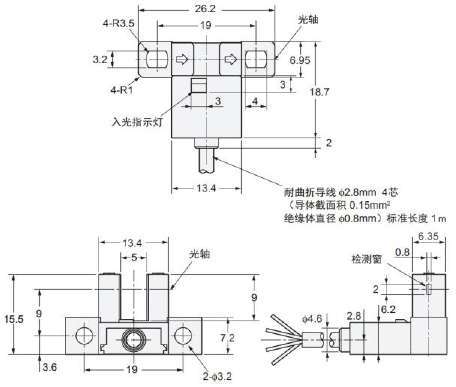 26.2
4-R3.5
19
光轴
3.2
6.95
4-R1
3
18.7
入光指示灯
3
4
2
13.4
耐曲折导线 φ2.8mm 4芯
（导体截面积 0.15mm²
绝缘体直径 φ0.8mm）标准长度 1m
13.4
5
光轴
15.5
9
9
7.2
3.6
19
2-φ3.2
6.35
0.8
检测窗
2
φ4.6
2.8
6.2